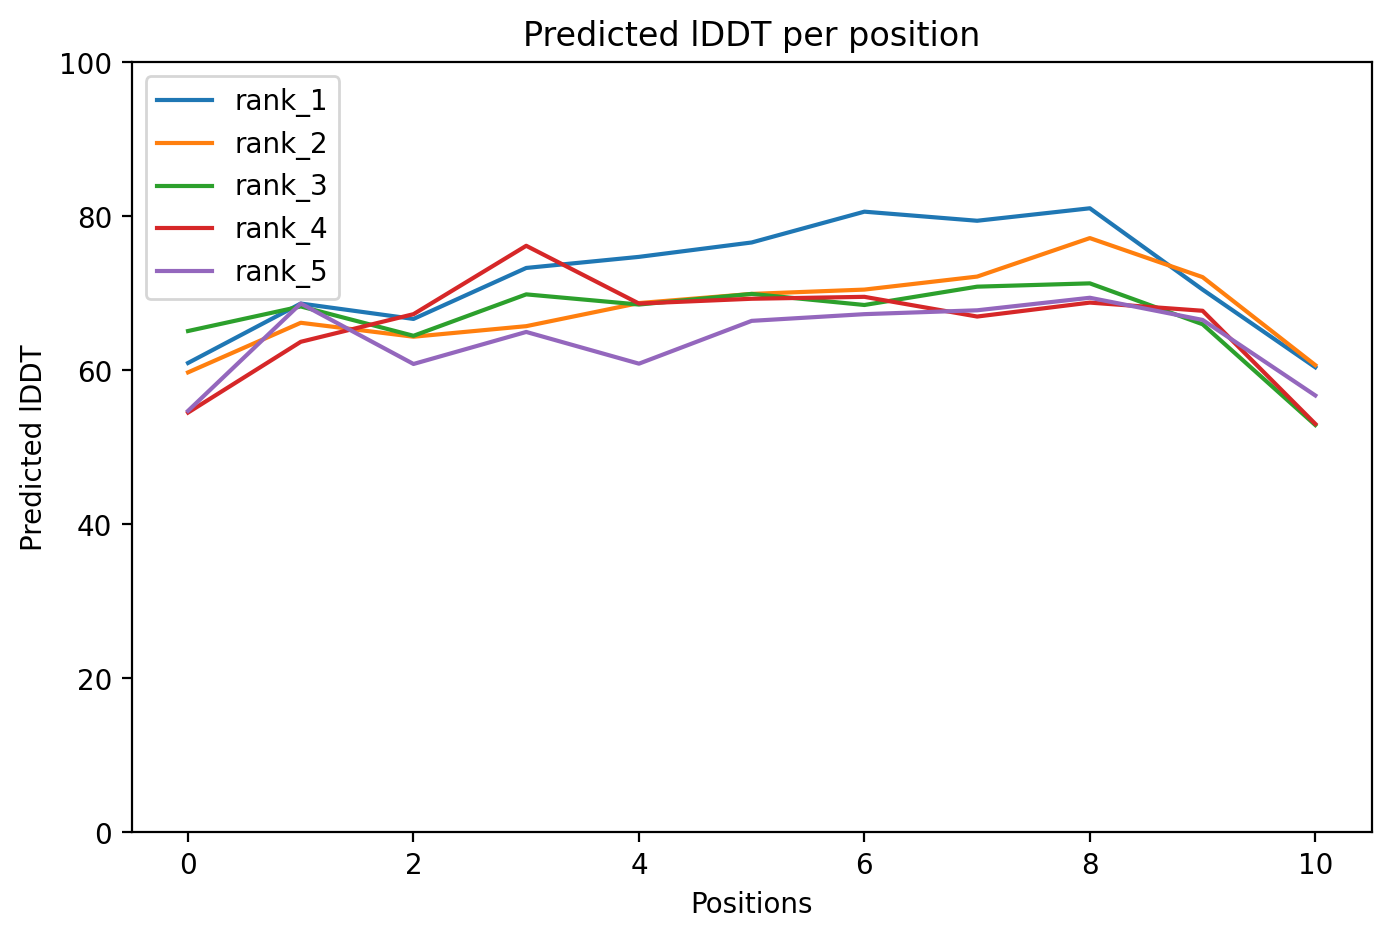 Predicted lDDT per position
100
80
60
40
20
0
Predicted lDDT
rank_1
rank_2
rank_3
rank_4
rank_5
0 2 4 6 8 10
Positions